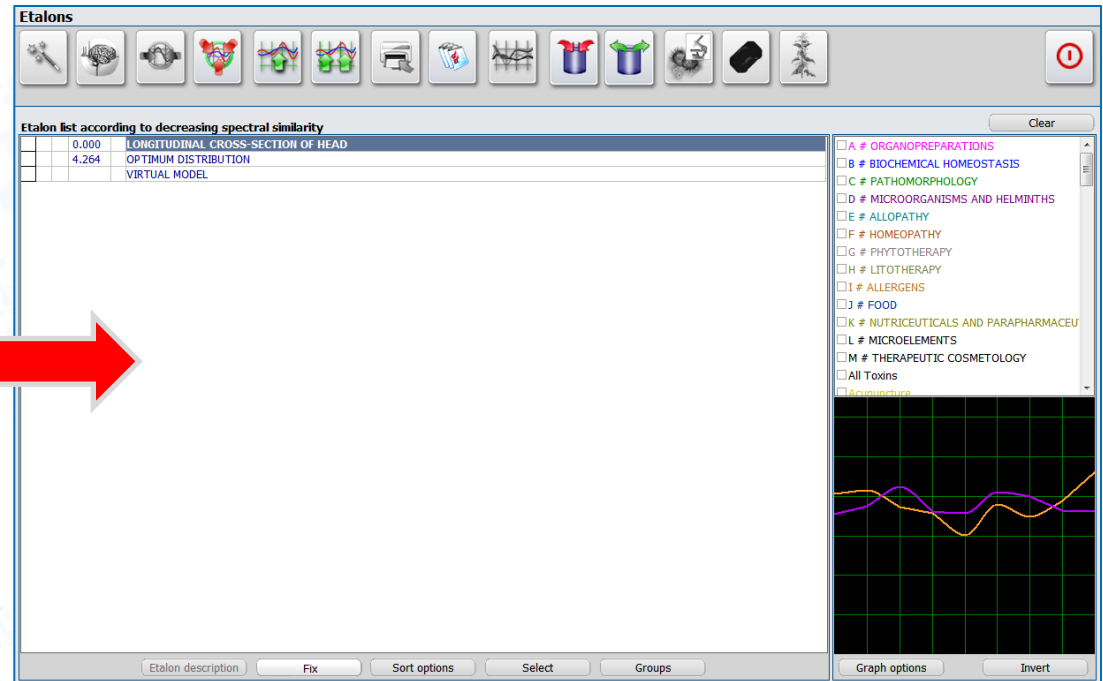 Etalons
Clear
Etalon list according to decreasing spectral similarity
0.000 LONGITUDINAL CROSS-SECTION OF HEAD
4.264 OPTIMUM DISTRIBUTION
VIRTUAL MODEL
A # ORGANOPREPARATIONS
B # BIOCHEMICAL HOMEOSTASIS
C # PATHOMORPHOLOGY
D # MICROORGANISMS AND HELMINTHS
E # ALLOPATHY
F # HOMEOPATHY
G # PHYTOTHERAPY
H # LITOTHERAPY
I # ALLERGENS
J # FOOD
K # NUTRICEUTICALS AND PARAPHARMACEU
L # MICROELEMENTS
M # THERAPEUTIC COSMETOLOGY
All Toxins
Acupuncture
Etalon description Fix Sort options Select Groups Graph options Invert